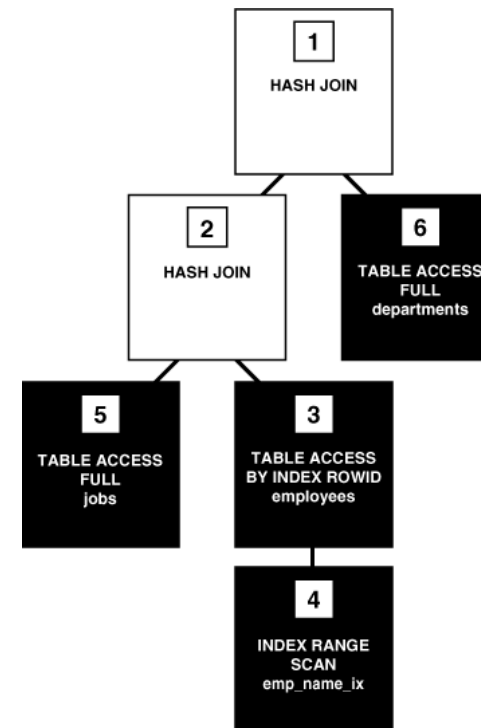 1
HASH JOIN
2
HASH JOIN
6
TABLE ACCESS
FULL
departments
5
TABLE ACCESS
FULL
jobs
3
TABLE ACCESS
BY INDEX ROWID
employees
4
INDEX RANGE
SCAN
emp_name_ix